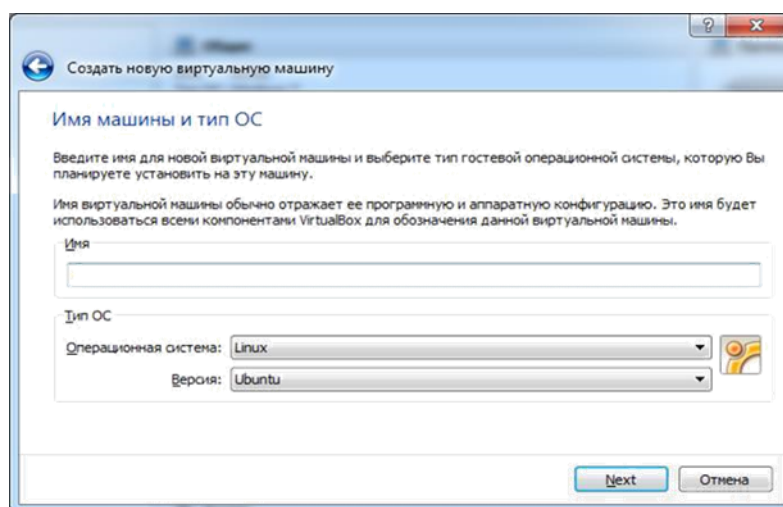 Общие
Создать новую виртуальную машину
Имя машины и тип ОС
Введите имя для новой виртуальной машины и выберите тип гостевой операционной системы, которую Вы
планируете установить на эту машину.
Имя виртуальной машины обычно отражает ее программную и аппаратную конфигурацию. Это имя будет
использоваться всеми компонентами VirtualBox для обозначения данной виртуальной машины.
Имя
Тип ОС
Операционная система: Linux
Версия: Ubuntu
Next Отмена